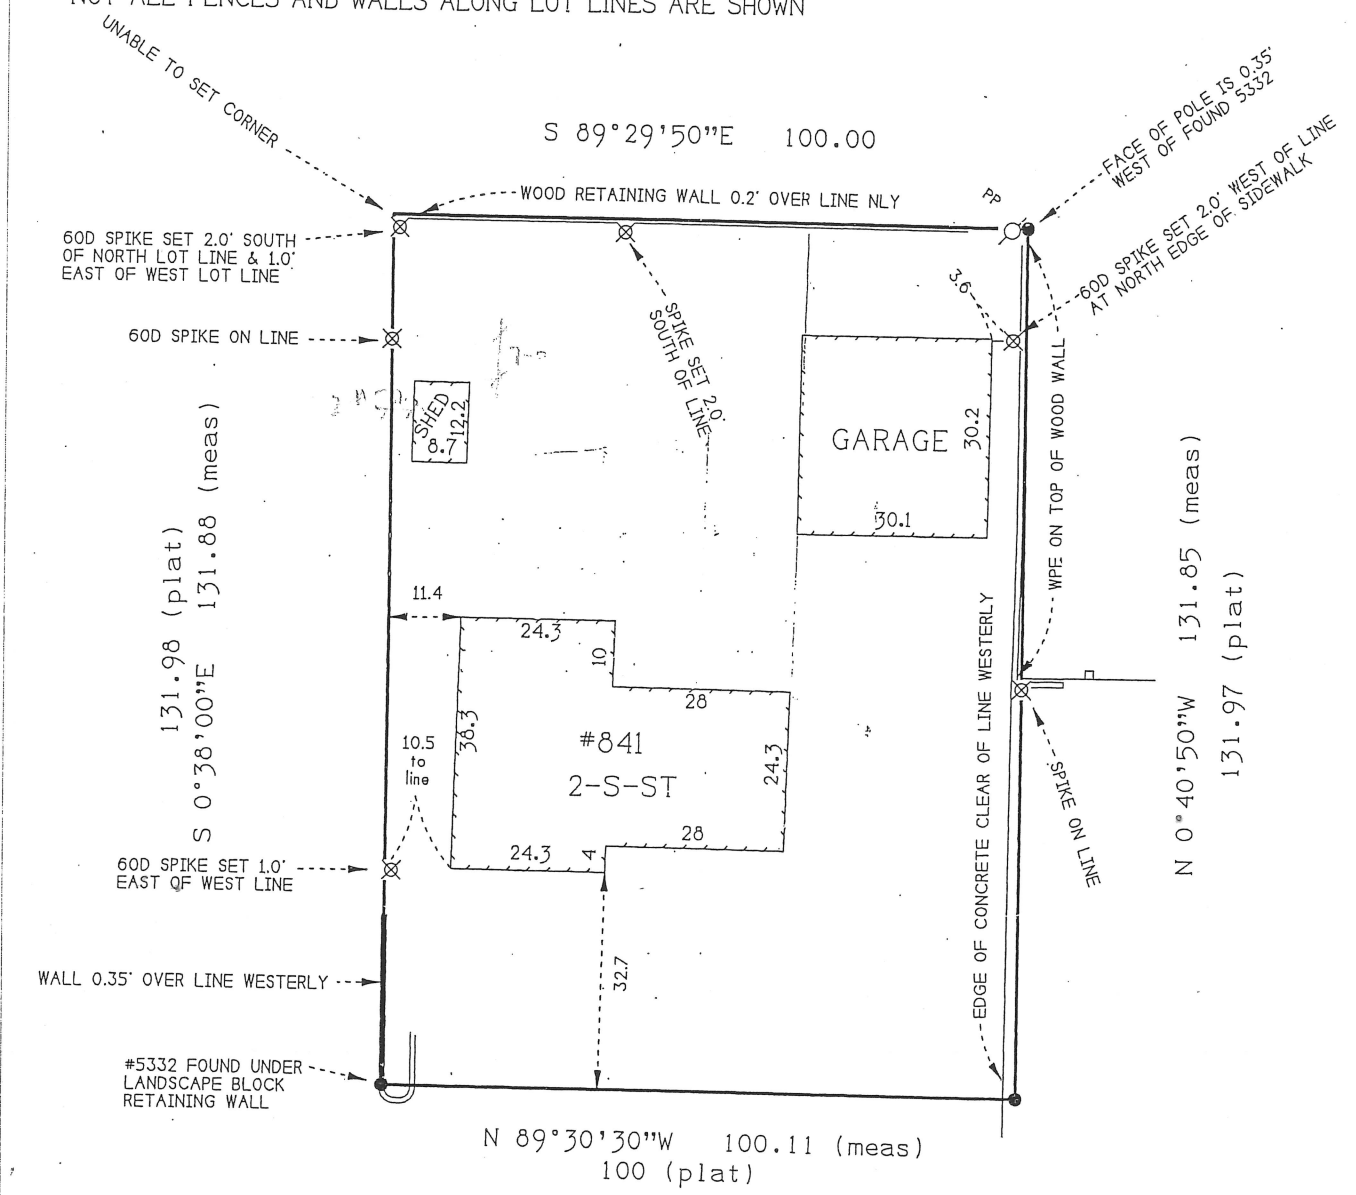 NOT ALL FENCES AND WALLS ALONG LOT LINES ARE SHOWN
UNABLE TO SET CORNER
S 89°29'50"E 100.00
FACE OF POLE IS 0.35'
WEST OF FOUND 5332
WOOD RETAINING WALL 0.2' OVER LINE NLY
PP
60D SPIKE SET 2.0' WEST OF LINE
AT NORTH EDGE OF SIDEWALK
60D SPIKE SET 2.0' SOUTH
OF NORTH LOT LINE & 1.0'
EAST OF WEST LOT LINE
3.6
60D SPIKE ON LINE
SPIKE SET 2.0'
SOUTH OF LINE
SHED
12.2
8.7
GARAGE
30.2
30.1
WPE ON TOP OF WOOD WALL
131.98 (plat)
S 0°38'00"E 131.88 (meas)
N 0°40'50"W 131.85 (meas)
131.97 (plat)
11.4
24.3
10
28
38.3
#841
2-S-ST
24.3
10.5
to
line
28
24.3
4
EDGE OF CONCRETE CLEAR OF LINE WESTERLY
SPIKE ON LINE
60D SPIKE SET 1.0'
EAST OF WEST LINE
32.7
WALL 0.35' OVER LINE WESTERLY
#5332 FOUND UNDER
LANDSCAPE BLOCK
RETAINING WALL
N 89°30'30"W 100.11 (meas)
100 (plat)